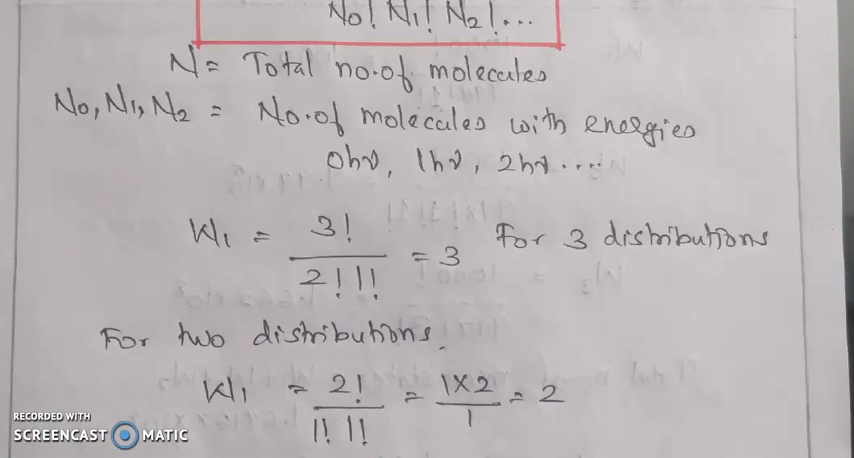 No! N1! N2!...
N = Total no.of molecules
No, N1, N2 = No.of molecules with energies
0hν, 1hν, 2hν....
W1 = 3! / 2! 1! = 3 For 3 distributions
For two distributions.
W1 = 2! / 1! 1! = 1×2 / 1 = 2
RECORDED WITH
SCREENCAST MATIC